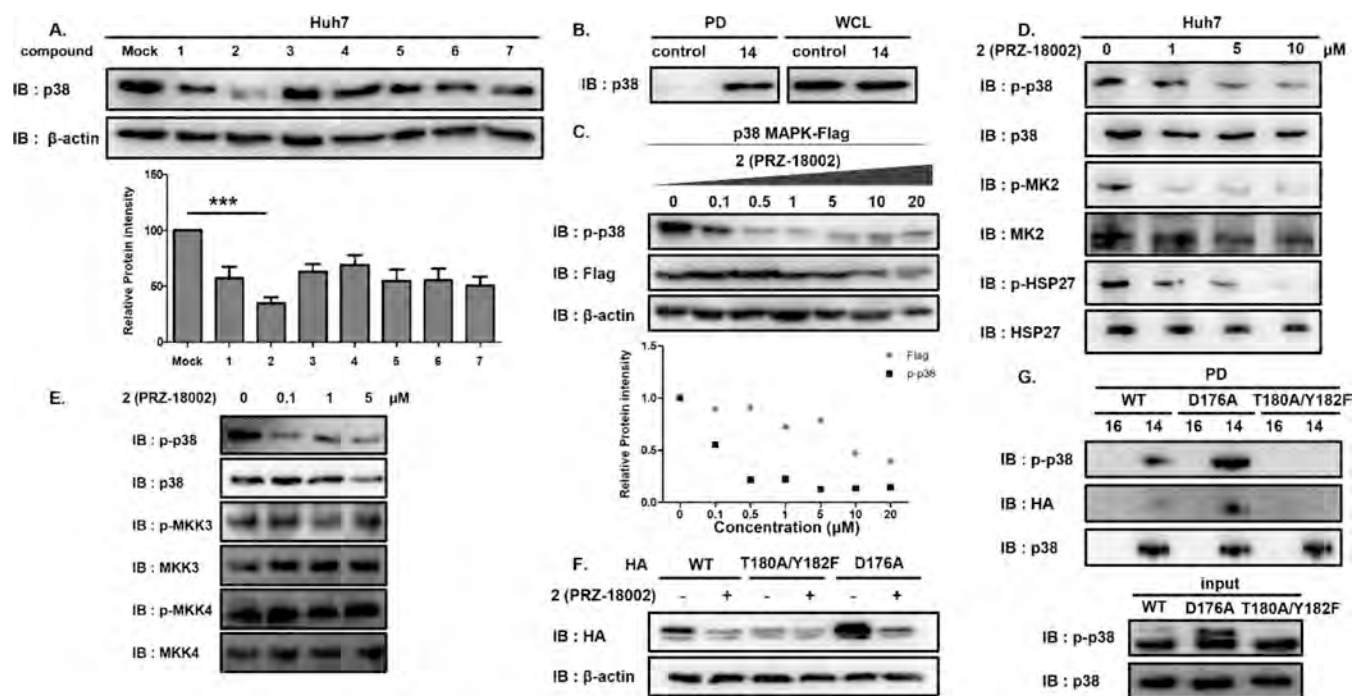 A.
Huh7
compound Mock 1 2 3 4 5 6 7
IB : p38
IB : β-actin
Relative Protein intensity
150
100
50
0
***
Mock 1 2 3 4 5 6 7
B.
PD WCL
control 14 control 14
IB : p38
C.
p38 MAPK-Flag
2 (PRZ-18002)
0 0.1 0.5 1 5 10 20
IB : p-p38
IB : Flag
IB : β-actin
Relative Protein intensity
1.5
1.0
0.5
0.0
Flag
p-p38
0 0.1 0.5 1 5 10 20
Concentration (μM)
D.
Huh7
2 (PRZ-18002) 0 1 5 10 μM
IB : p-p38
IB : p38
IB : p-MK2
IB : MK2
IB : p-HSP27
IB : HSP27
E.
2 (PRZ-18002) 0 0.1 1 5 μM
IB : p-p38
IB : p38
IB : p-MKK3
IB : MKK3
IB : p-MKK4
IB : MKK4
F. HA WT T180A/Y182F D176A
2 (PRZ-18002) - + - + - +
IB : HA
IB : β-actin
G.
PD
WT D176A T180A/Y182F
16 14 16 14 16 14
IB : p-p38
IB : HA
IB : p38
input
WT D176A T180A/Y182F
IB : p-p38
IB : p38